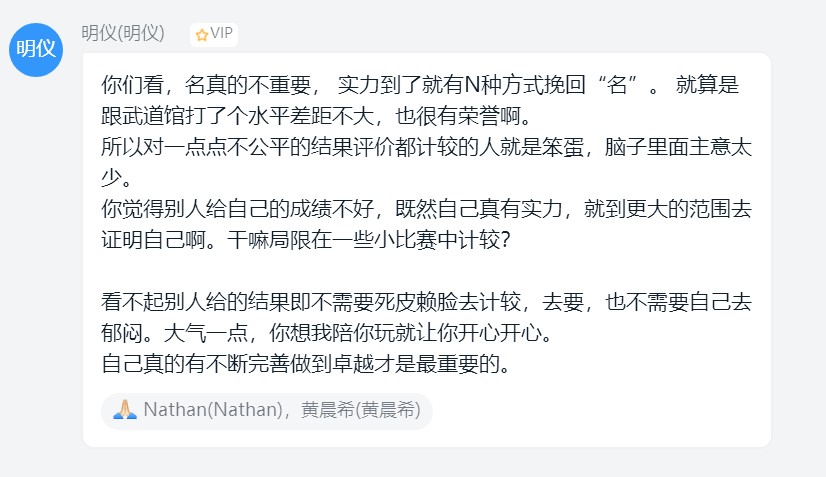 明仪(明仪) VIP
明仪
你们看，名真的不重要， 实力到了就有N种方式挽回“名”。 就算是
跟武道馆打了个水平差距不大，也很有荣誉啊。
所以对一点点不公平的结果评价都计较的人就是笨蛋，脑子里面主意太
少。
你觉得别人给自己的成绩不好，既然自己真有实力，就到更大的范围去
证明自己啊。干嘛局限在一些小比赛中计较？
看不起别人给的结果即不需要死皮赖脸去计较，去要，也不需要自己去
郁闷。大气一点，你想我陪你玩就让你开心开心。
自己真的有不断完善做到卓越才是最重要的。
🙏 Nathan(Nathan)，黄晨希(黄晨希)